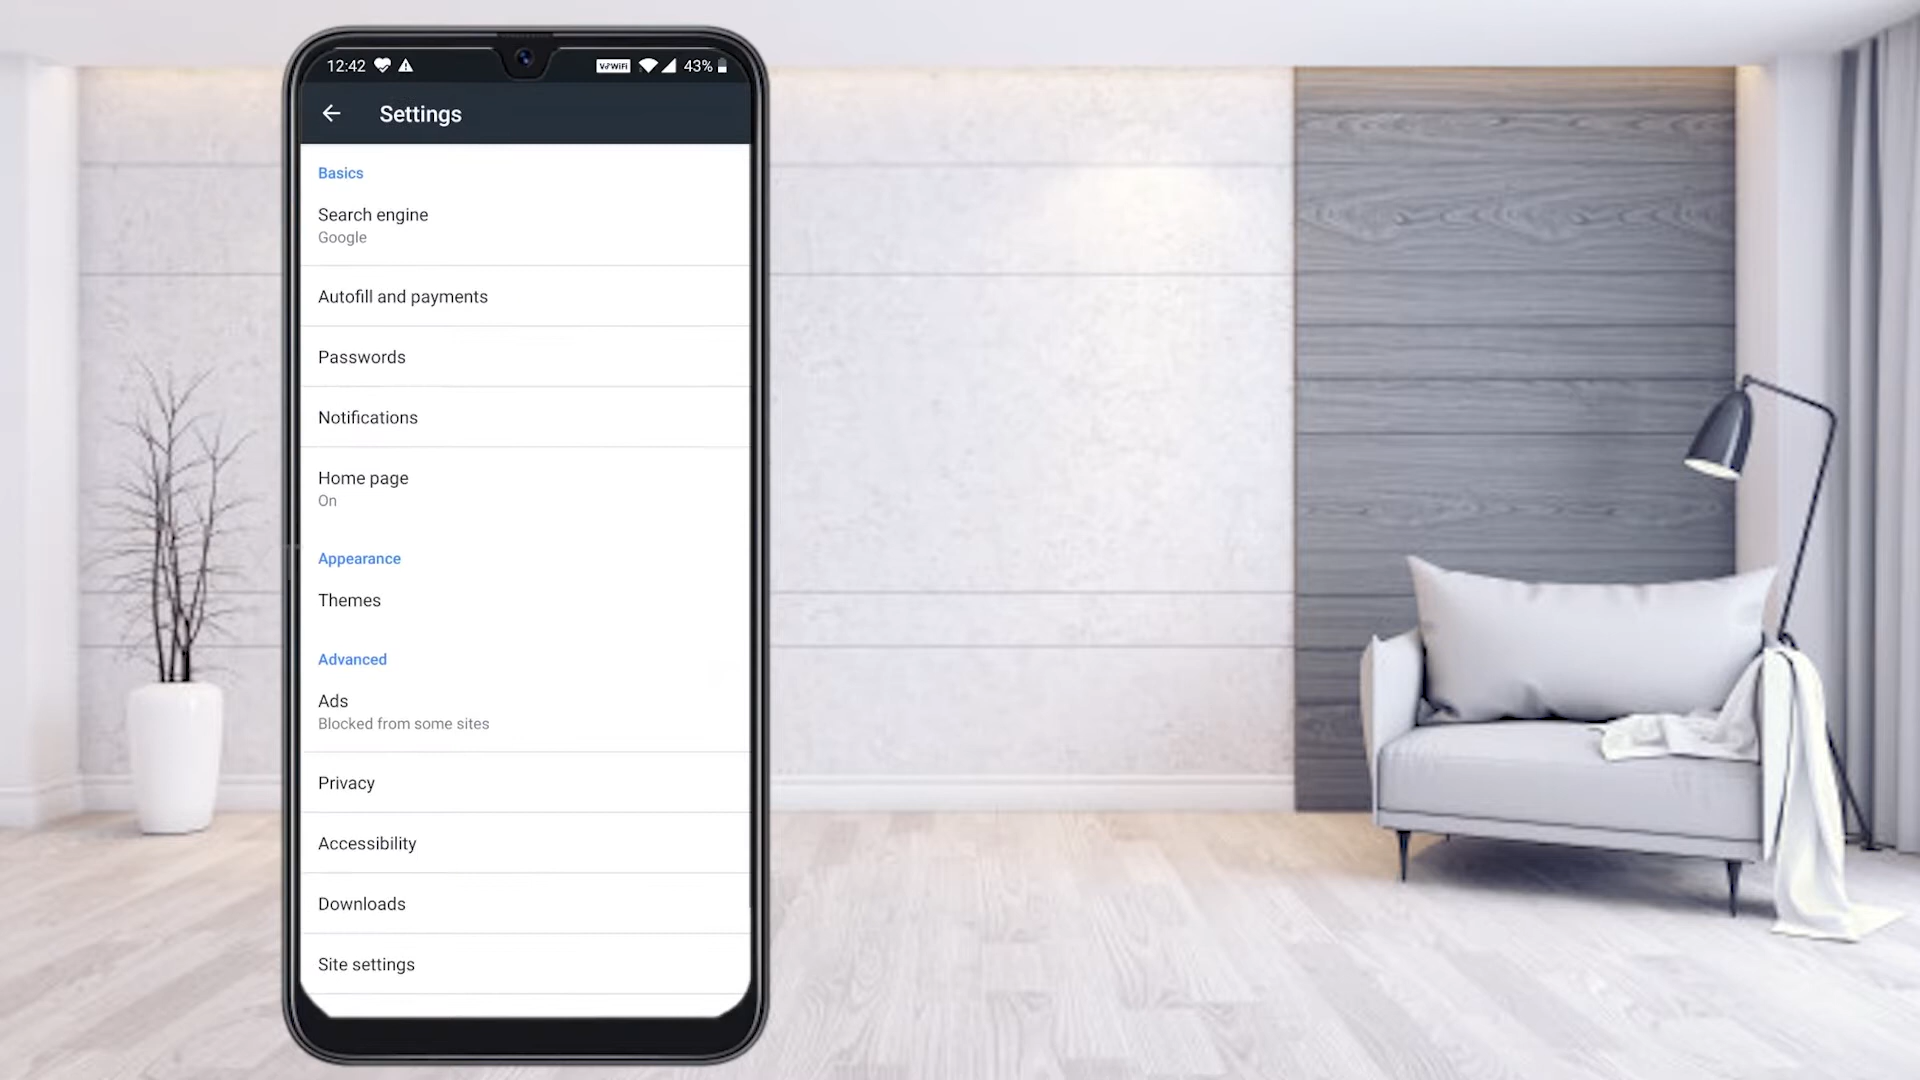 12:42 VoWiFi 43%
Settings
Basics
Search engine
Google
Autofill and payments
Passwords
Notifications
Home page
On
Appearance
Themes
Advanced
Ads
Blocked from some sites
Privacy
Accessibility
Downloads
Site settings